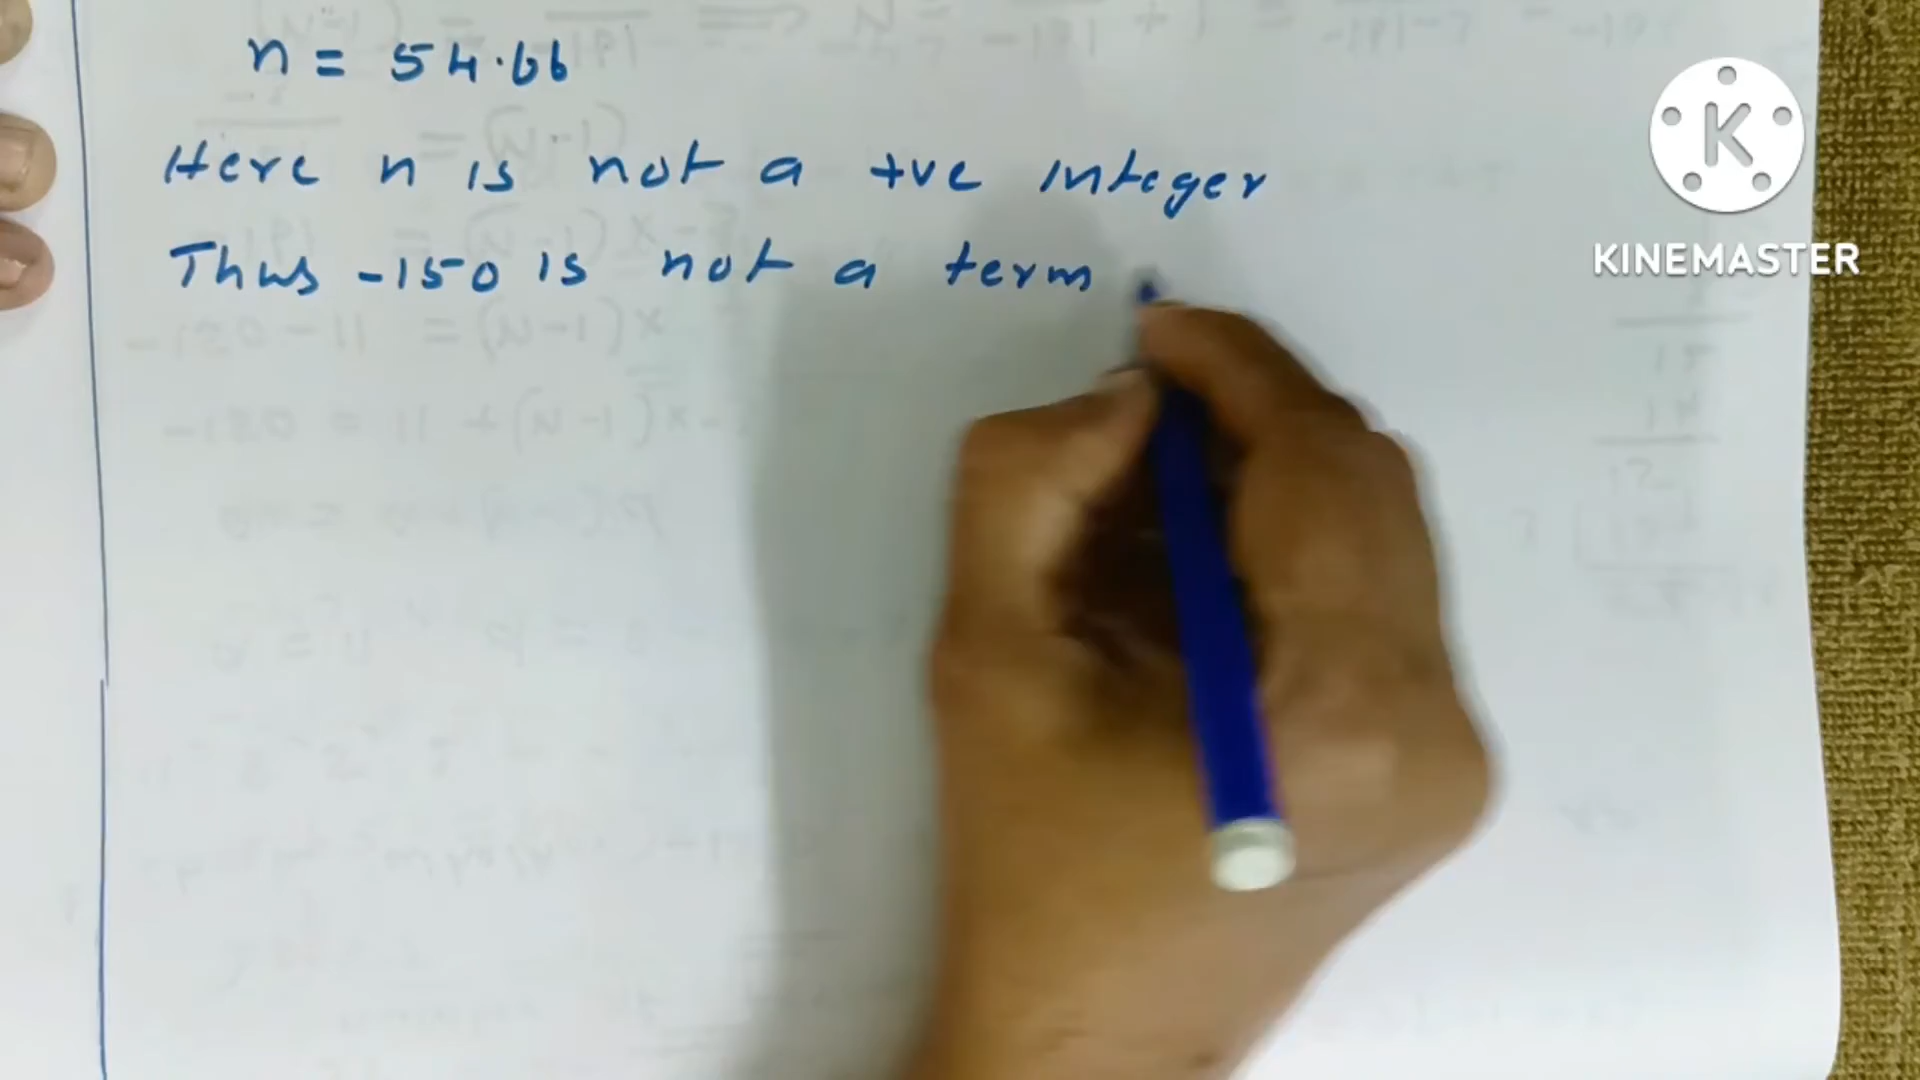 n = 54.66
Here n is not a +ve integer
Thus -150 is not a term
KINEMASTER